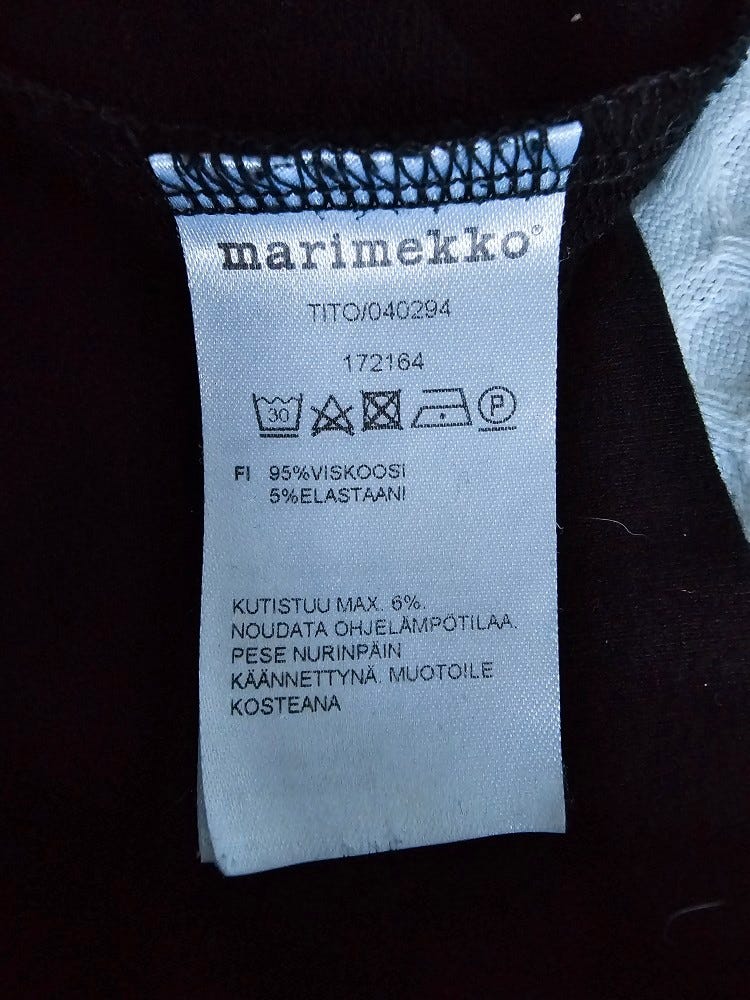 marimekko®
TITO/040294
172164
30 P
FI 95%VISKOOSI
5%ELASTAANI
KUTISTUU MAX. 6%.
NOUDATA OHJELÄMPÖTILAA.
PESE NURINPÄIN
KÄÄNNETTYNÄ. MUOTOILE
KOSTEANA